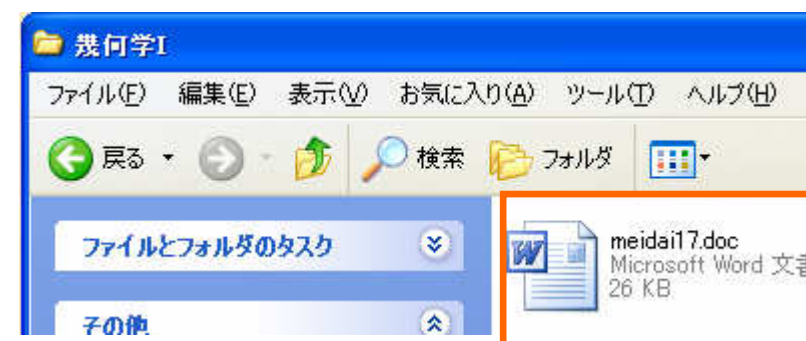 幾何学I
ファイル(F) 編集(E) 表示(V) お気に入り(A) ツール(T) ヘルプ(H)
戻る 検索 フォルダ
ファイルとフォルダのタスク
その他
meidai17.doc
Microsoft Word 文書
26 KB